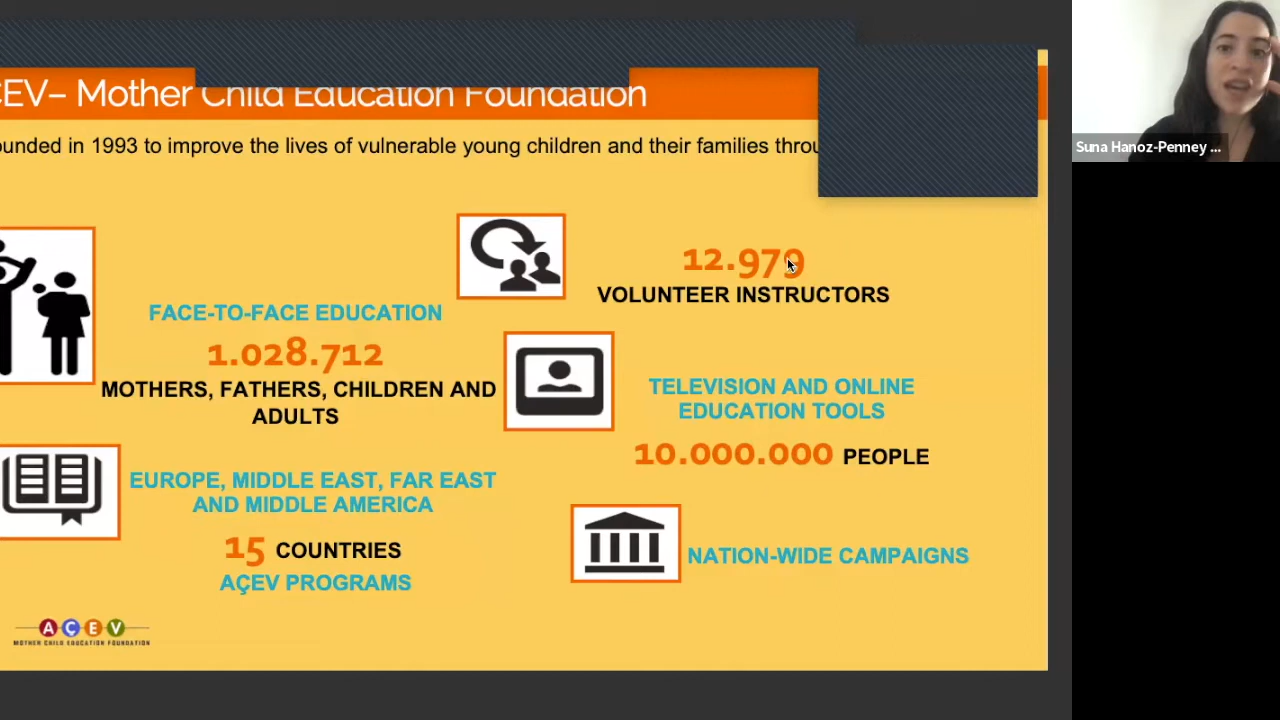 ÇEV– Mother Child Education Foundation
ounded in 1993 to improve the lives of vulnerable young children and their families throu
Suna Hanoz-Penney ...
12.979
VOLUNTEER INSTRUCTORS
FACE-TO-FACE EDUCATION
1.028.712
MOTHERS, FATHERS, CHILDREN AND
ADULTS
TELEVISION AND ONLINE
EDUCATION TOOLS
10.000.000 PEOPLE
EUROPE, MIDDLE EAST, FAR EAST
AND MIDDLE AMERICA
15 COUNTRIES
AÇEV PROGRAMS
NATION-WIDE CAMPAIGNS
AÇEV
MOTHER CHILD EDUCATION FOUNDATION